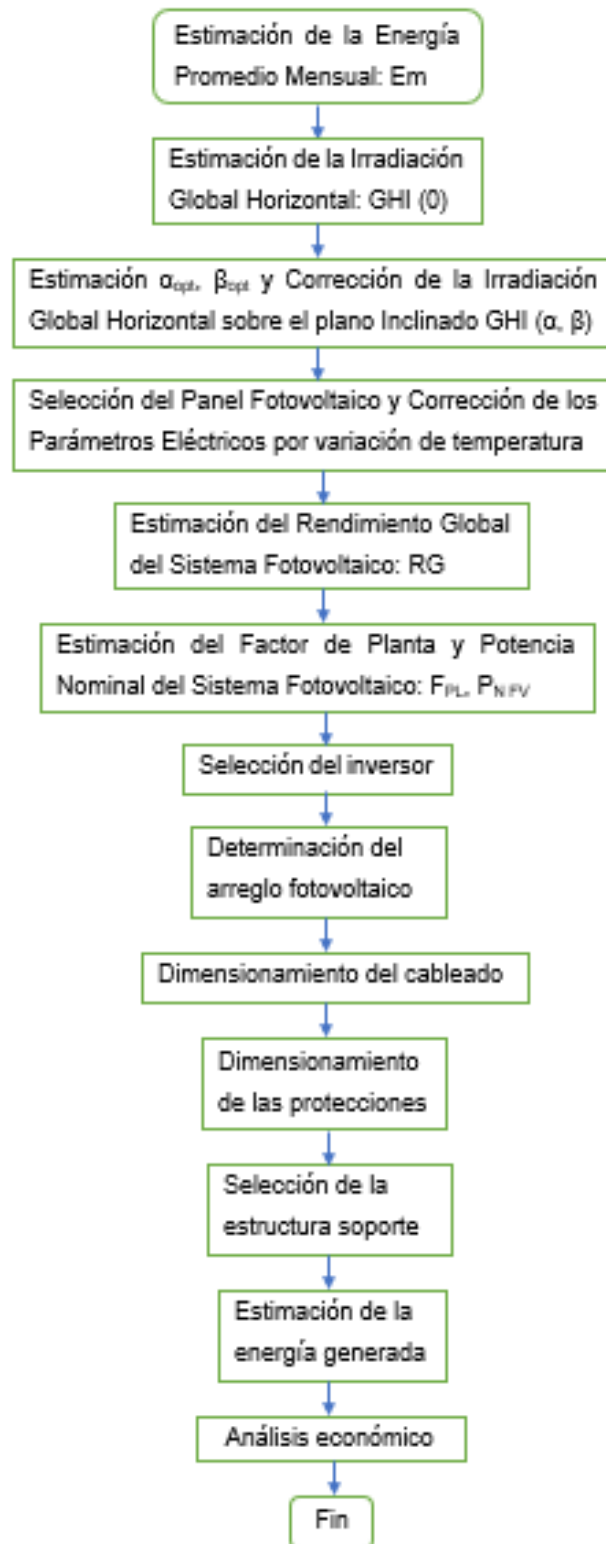 Estimación de la Energía
Promedio Mensual: Em
Estimación de la Irradiación
Global Horizontal: GHI (0)
Estimación αopt, βopt y Corrección de la Irradiación
Global Horizontal sobre el plano Inclinado GHI (α, β)
Selección del Panel Fotovoltaico y Corrección de los
Parámetros Eléctricos por variación de temperatura
Estimación del Rendimiento Global
del Sistema Fotovoltaico: RG
Estimación del Factor de Planta y Potencia
Nominal del Sistema Fotovoltaico: FPL, PN FV
Selección del inversor
Determinación del
arreglo fotovoltaico
Dimensionamiento del cableado
Dimensionamiento
de las protecciones
Selección de la
estructura soporte
Estimación de la
energía generada
Análisis económico
Fin